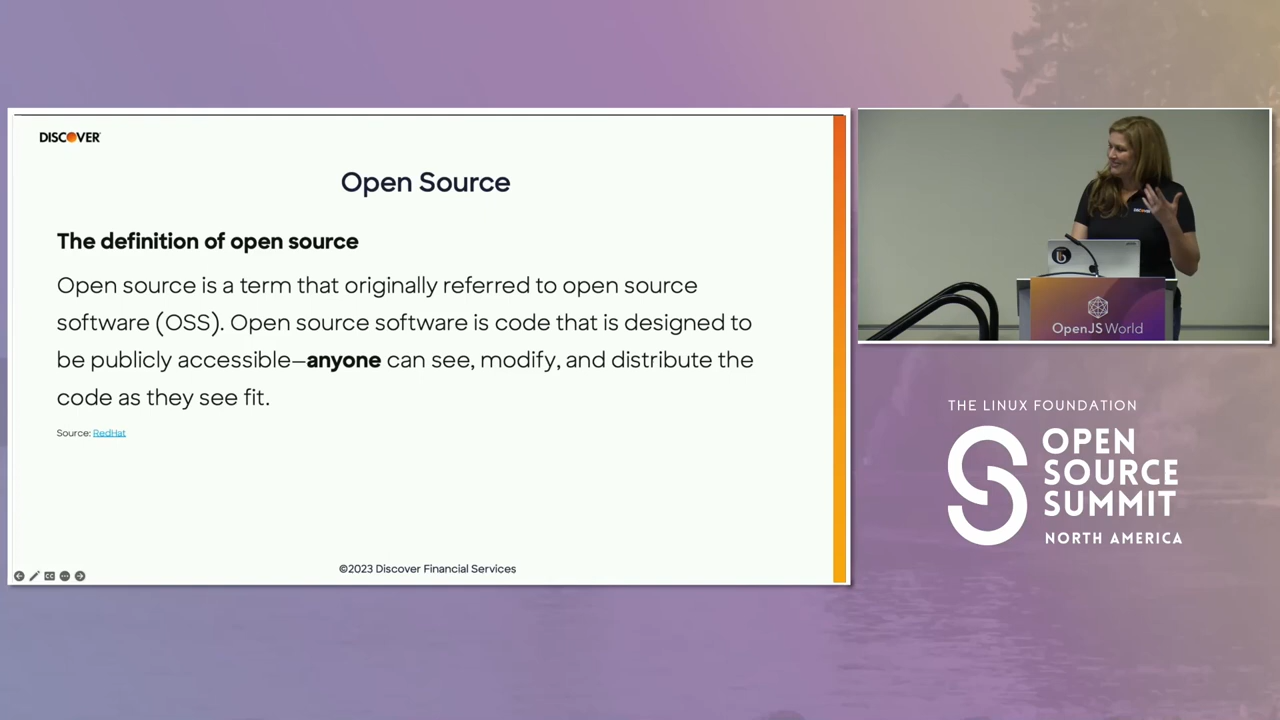 DISCOVER
Open Source
The definition of open source
Open source is a term that originally referred to open source
software (OSS). Open source software is code that is designed to
be publicly accessible—anyone can see, modify, and distribute the
code as they see fit.
Source: RedHat
©2023 Discover Financial Services
CC
DISCOVER
OpenJS World
THE LINUX FOUNDATION
OPEN
SOURCE
SUMMIT
NORTH AMERICA